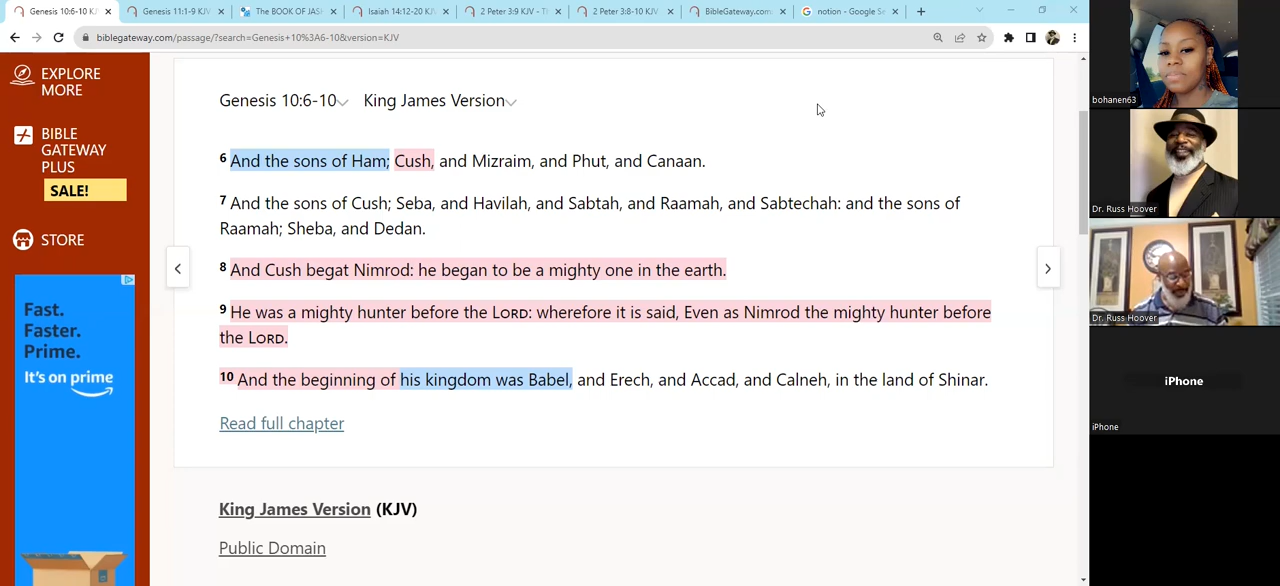 Genesis 10:6-10 KJ
Genesis 11:1-9 KJV
The BOOK OF JAS
Isaiah 14:12-20 KJ
2 Peter 3:9 KJV - T
2 Peter 3:8-10 KJV
BibleGateway.com
notion - Google Se
biblegateway.com/passage/?search=Genesis+10%3A6-10&version=KJV
EXPLORE
MORE
BIBLE
GATEWAY
PLUS
SALE!
STORE
Fast.
Faster.
Prime.
It's on prime
Genesis 10:6-10 King James Version
6 And the sons of Ham; Cush, and Mizraim, and Phut, and Canaan.
7 And the sons of Cush; Seba, and Havilah, and Sabtah, and Raamah, and Sabtechah: and the sons of
Raamah; Sheba, and Dedan.
8 And Cush begat Nimrod: he began to be a mighty one in the earth.
9 He was a mighty hunter before the LORD: wherefore it is said, Even as Nimrod the mighty hunter before
the LORD.
10 And the beginning of his kingdom was Babel, and Erech, and Accad, and Calneh, in the land of Shinar.
Read full chapter
King James Version (KJV)
Public Domain
bohanen63
Dr. Russ Hoover
Dr. Russ Hoover
iPhone
iPhone